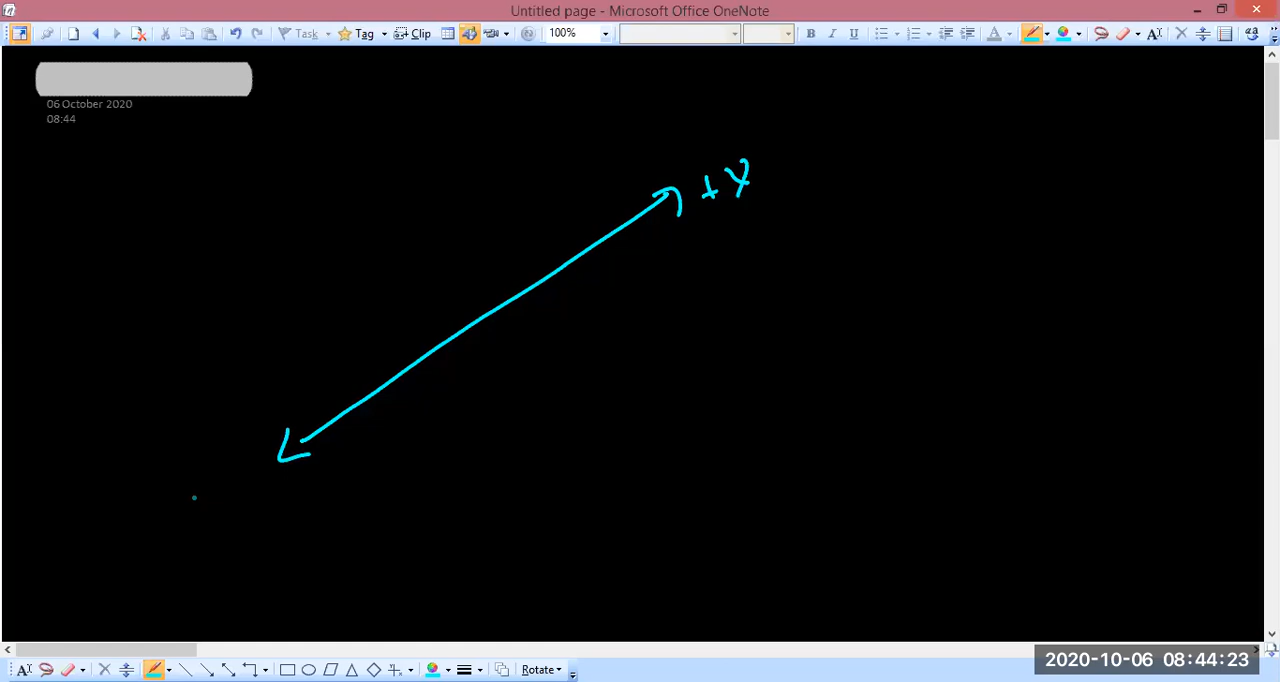 Untitled page - Microsoft Office OneNote
Task Tag Clip 100% B I U A A
06 October 2020
08:44
+ Y
A Rotate
2020-10-06 08:44:23